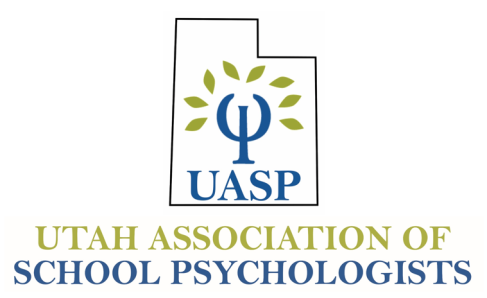 ψ
UASP
UTAH ASSOCIATION OF
SCHOOL PSYCHOLOGISTS